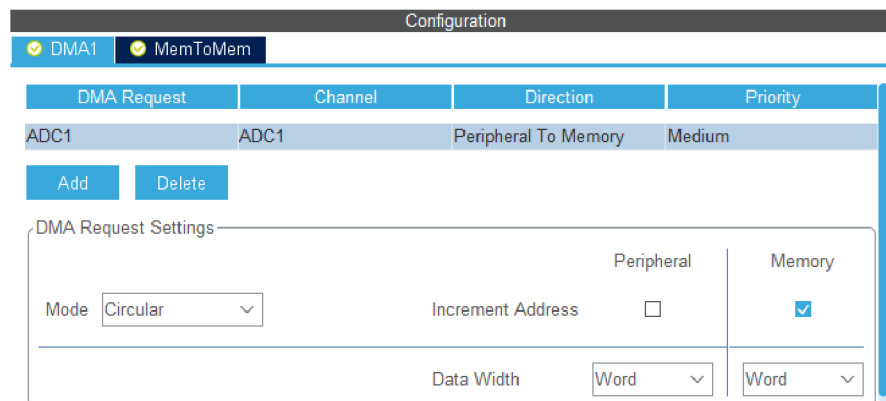 Configuration
DMA1 MemToMem
DMA Request Channel Direction Priority
ADC1 ADC1 Peripheral To Memory Medium
Add Delete
DMA Request Settings
Peripheral Memory
Mode Circular Increment Address
Data Width Word Word